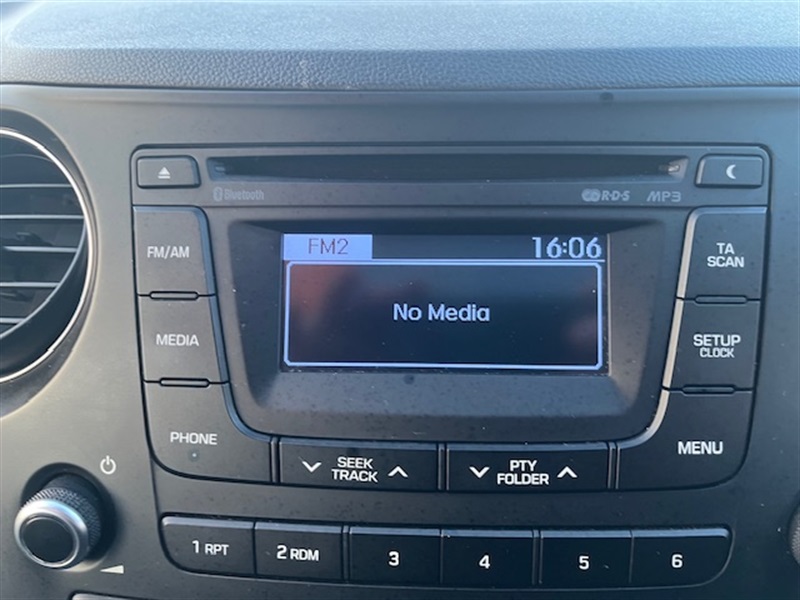 Bluetooth
R·D·S
MP3
FM/AM
FM2
16:06
TA
SCAN
MEDIA
No Media
SETUP
CLOCK
PHONE
SEEK
TRACK
PTY
FOLDER
MENU
1 RPT
2 RDM
3
4
5
6